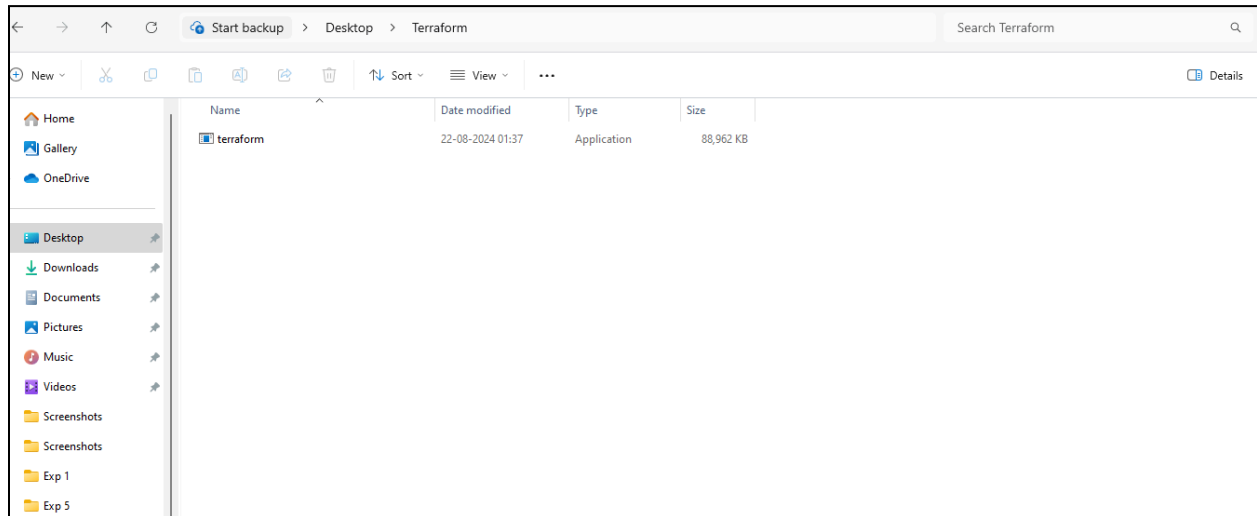 Start backup > Desktop > Terraform
Search Terraform
New
Sort
View
Details
Name Date modified Type Size
terraform 22-08-2024 01:37 Application 88,962 KB
Home
Gallery
OneDrive
Desktop
Downloads
Documents
Pictures
Music
Videos
Screenshots
Screenshots
Exp 1
Exp 5